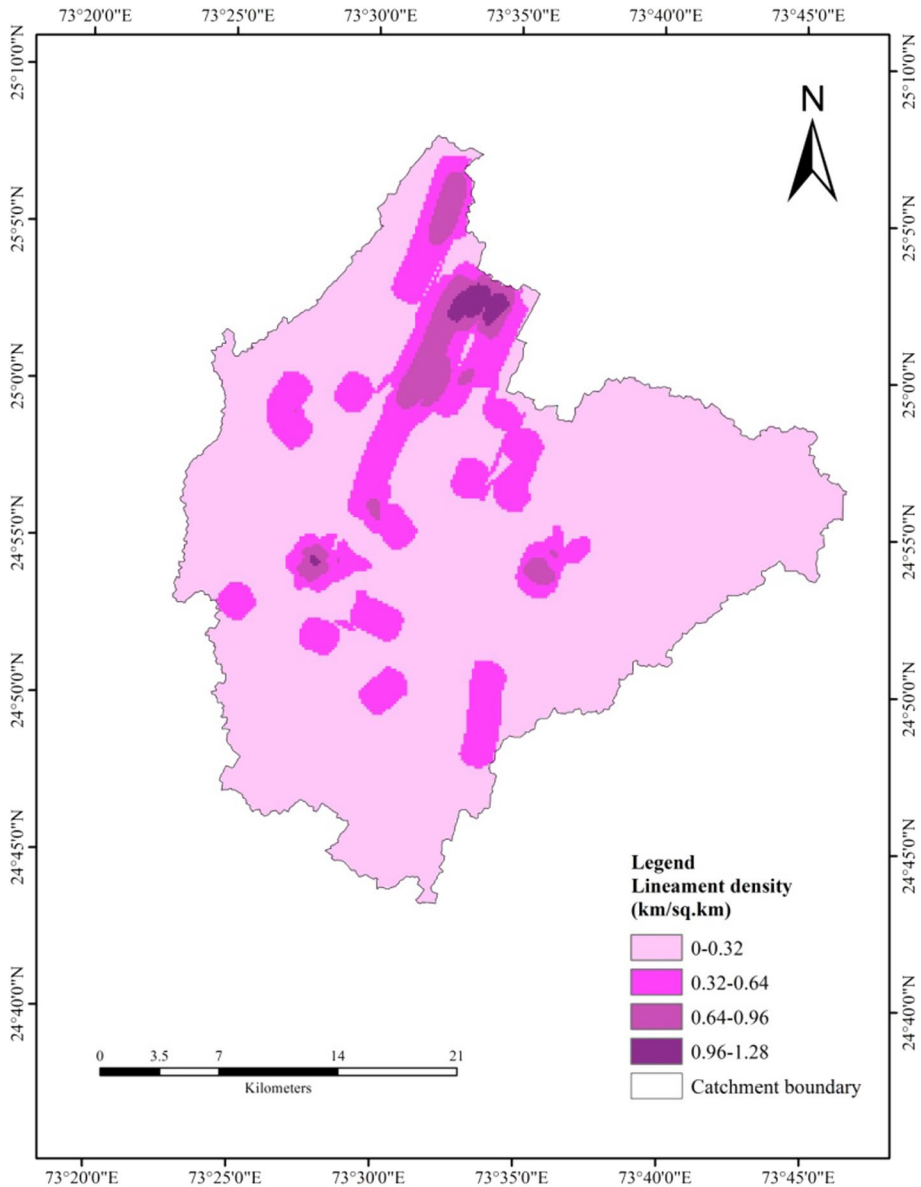 73°20'0"E 73°25'0"E 73°30'0"E 73°35'0"E 73°40'0"E 73°45'0"E
25°10'0"N 25°10'0"N
N
25°5'0"N 25°5'0"N
25°0'0"N 25°0'0"N
24°55'0"N 24°55'0"N
24°50'0"N 24°50'0"N
24°45'0"N 24°45'0"N
Legend
Lineament density
(km/sq.km)
0-0.32
0.32-0.64
0.64-0.96
0.96-1.28
Catchment boundary
24°40'0"N 24°40'0"N
0 3.5 7 14 21
Kilometers
73°20'0"E 73°25'0"E 73°30'0"E 73°35'0"E 73°40'0"E 73°45'0"E